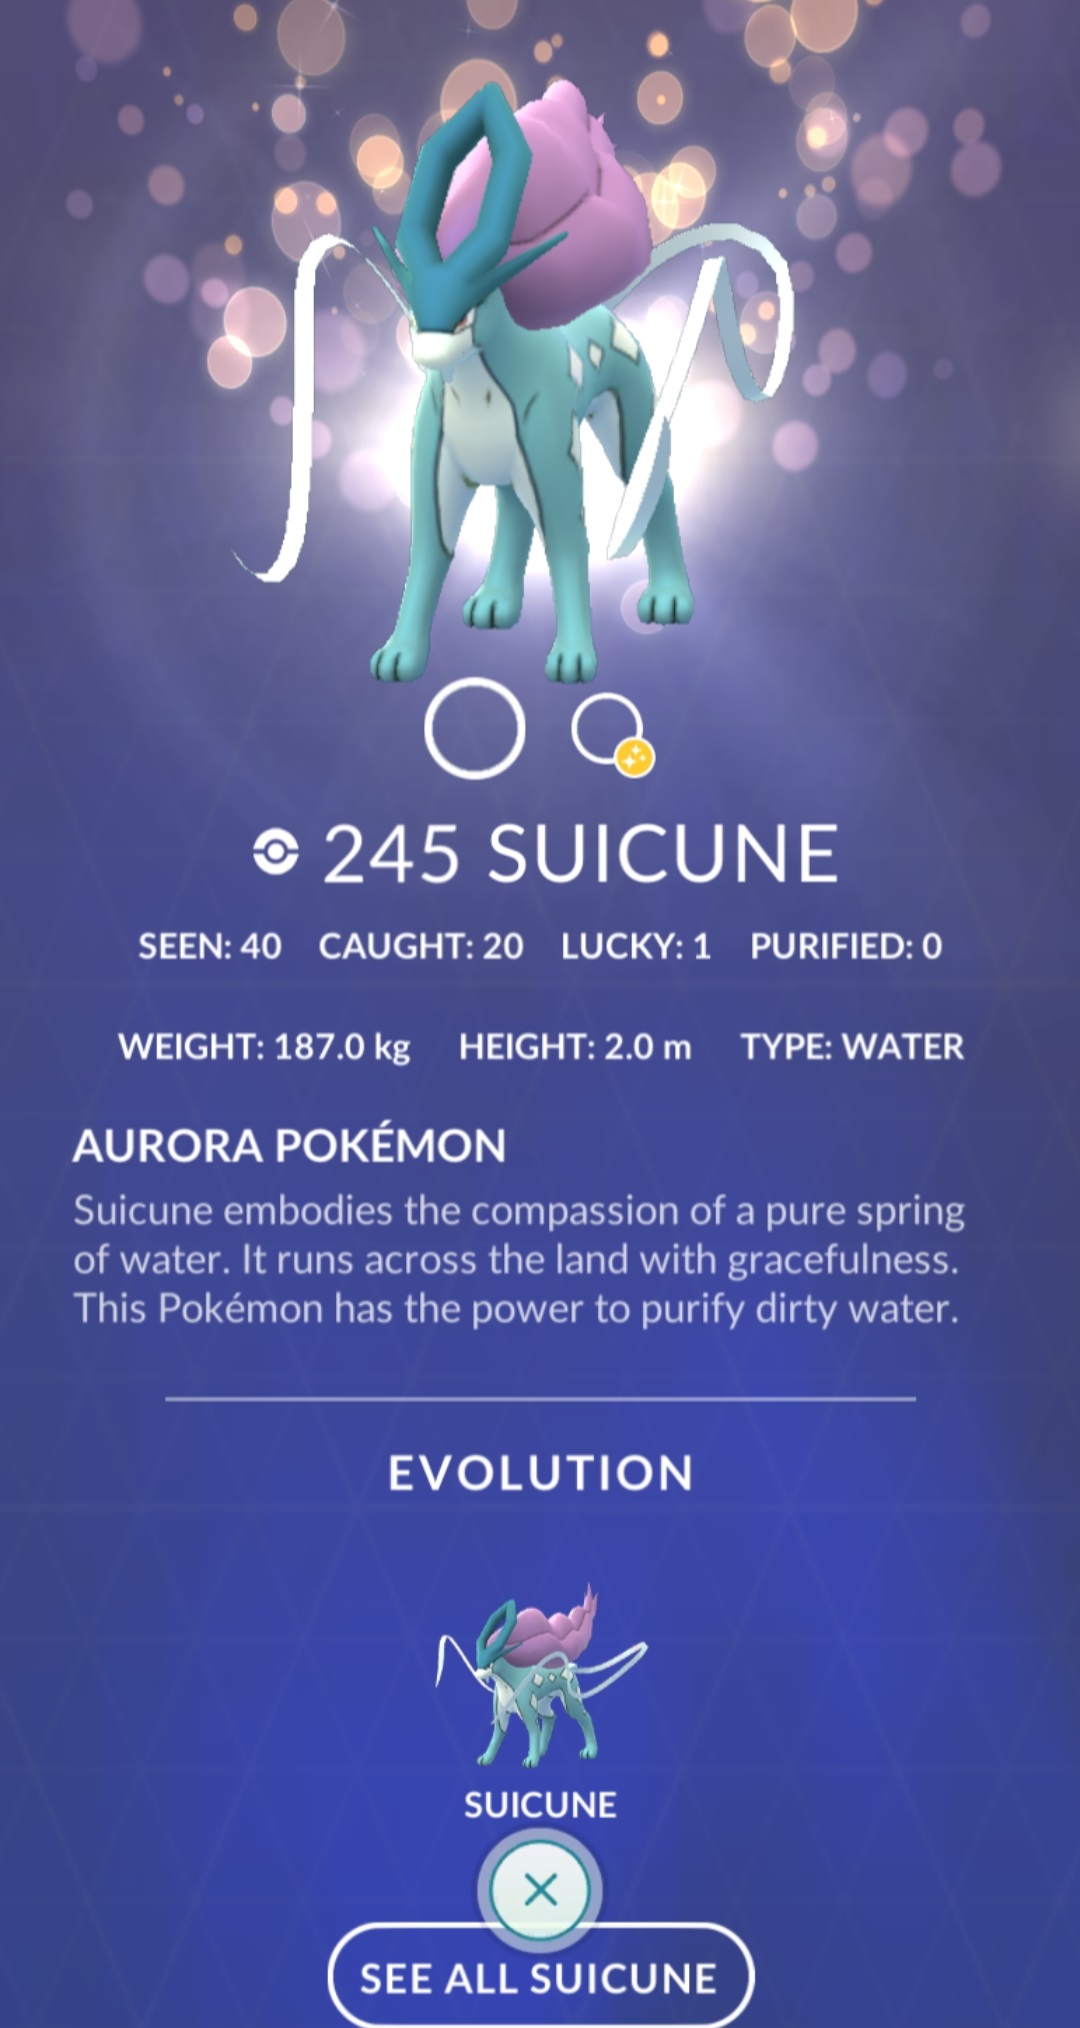 245 SUICUNE
SEEN: 40 CAUGHT: 20 LUCKY: 1 PURIFIED: 0
WEIGHT: 187.0 kg HEIGHT: 2.0 m TYPE: WATER
AURORA POKÉMON
Suicune embodies the compassion of a pure spring
of water. It runs across the land with gracefulness.
This Pokémon has the power to purify dirty water.
EVOLUTION
SUICUNE
SEE ALL SUICUNE